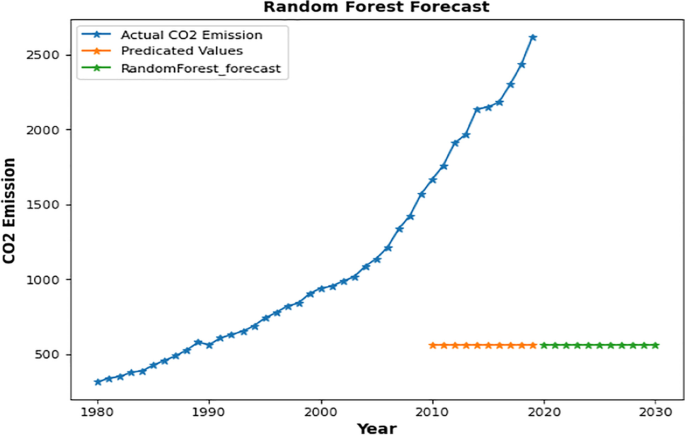 Random Forest Forecast
Actual CO2 Emission
Predicated Values
RandomForest_forecast
2500
2000
1500
1000
500
CO2 Emission
1980 1990 2000 2010 2020 2030
Year